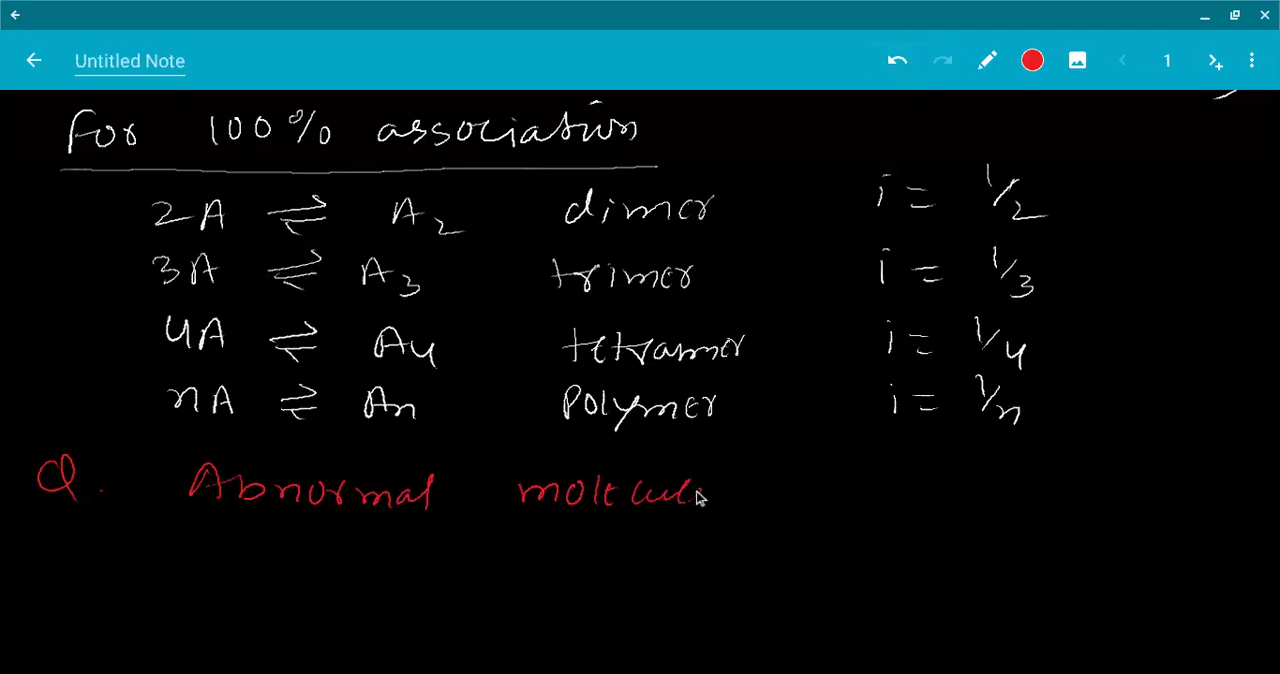 Untitled Note
1
For 100% association
2A ⇌ A2 dimer i = 1/2
3A ⇌ A3 trimer i = 1/3
4A ⇌ A4 tetramer i = 1/4
nA ⇌ An polymer i = 1/n
Q. Abnormal molecul